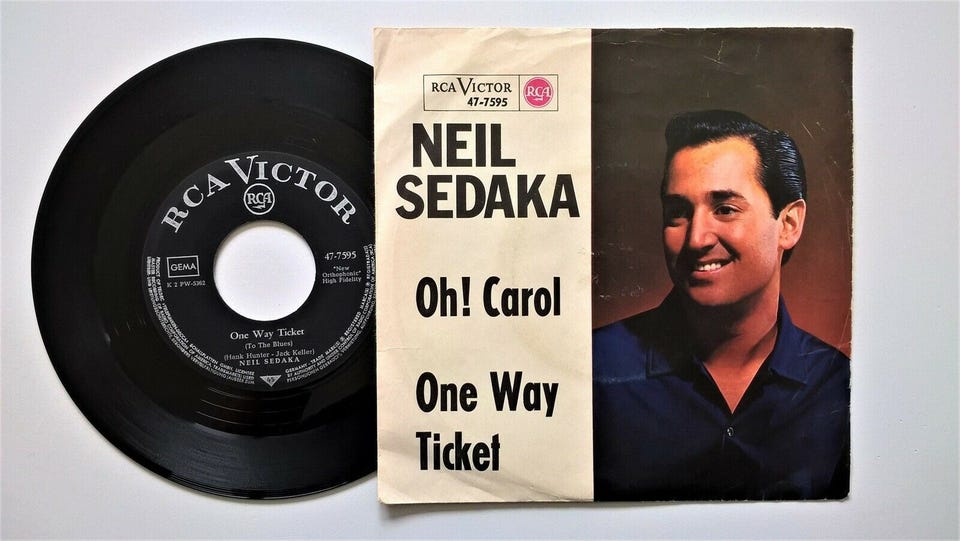 RCA VICTOR
RCA
GEMA
K 2 PW-5362
47-7595
"New
Orthophonic"
High Fidelity
One Way Ticket
(To The Blues)
(Hank Hunter - Jack Keller)
NEIL SEDAKA
45
RCA VICTOR
47-7595
RCA
NEIL
SEDAKA
Oh! Carol
One Way
Ticket